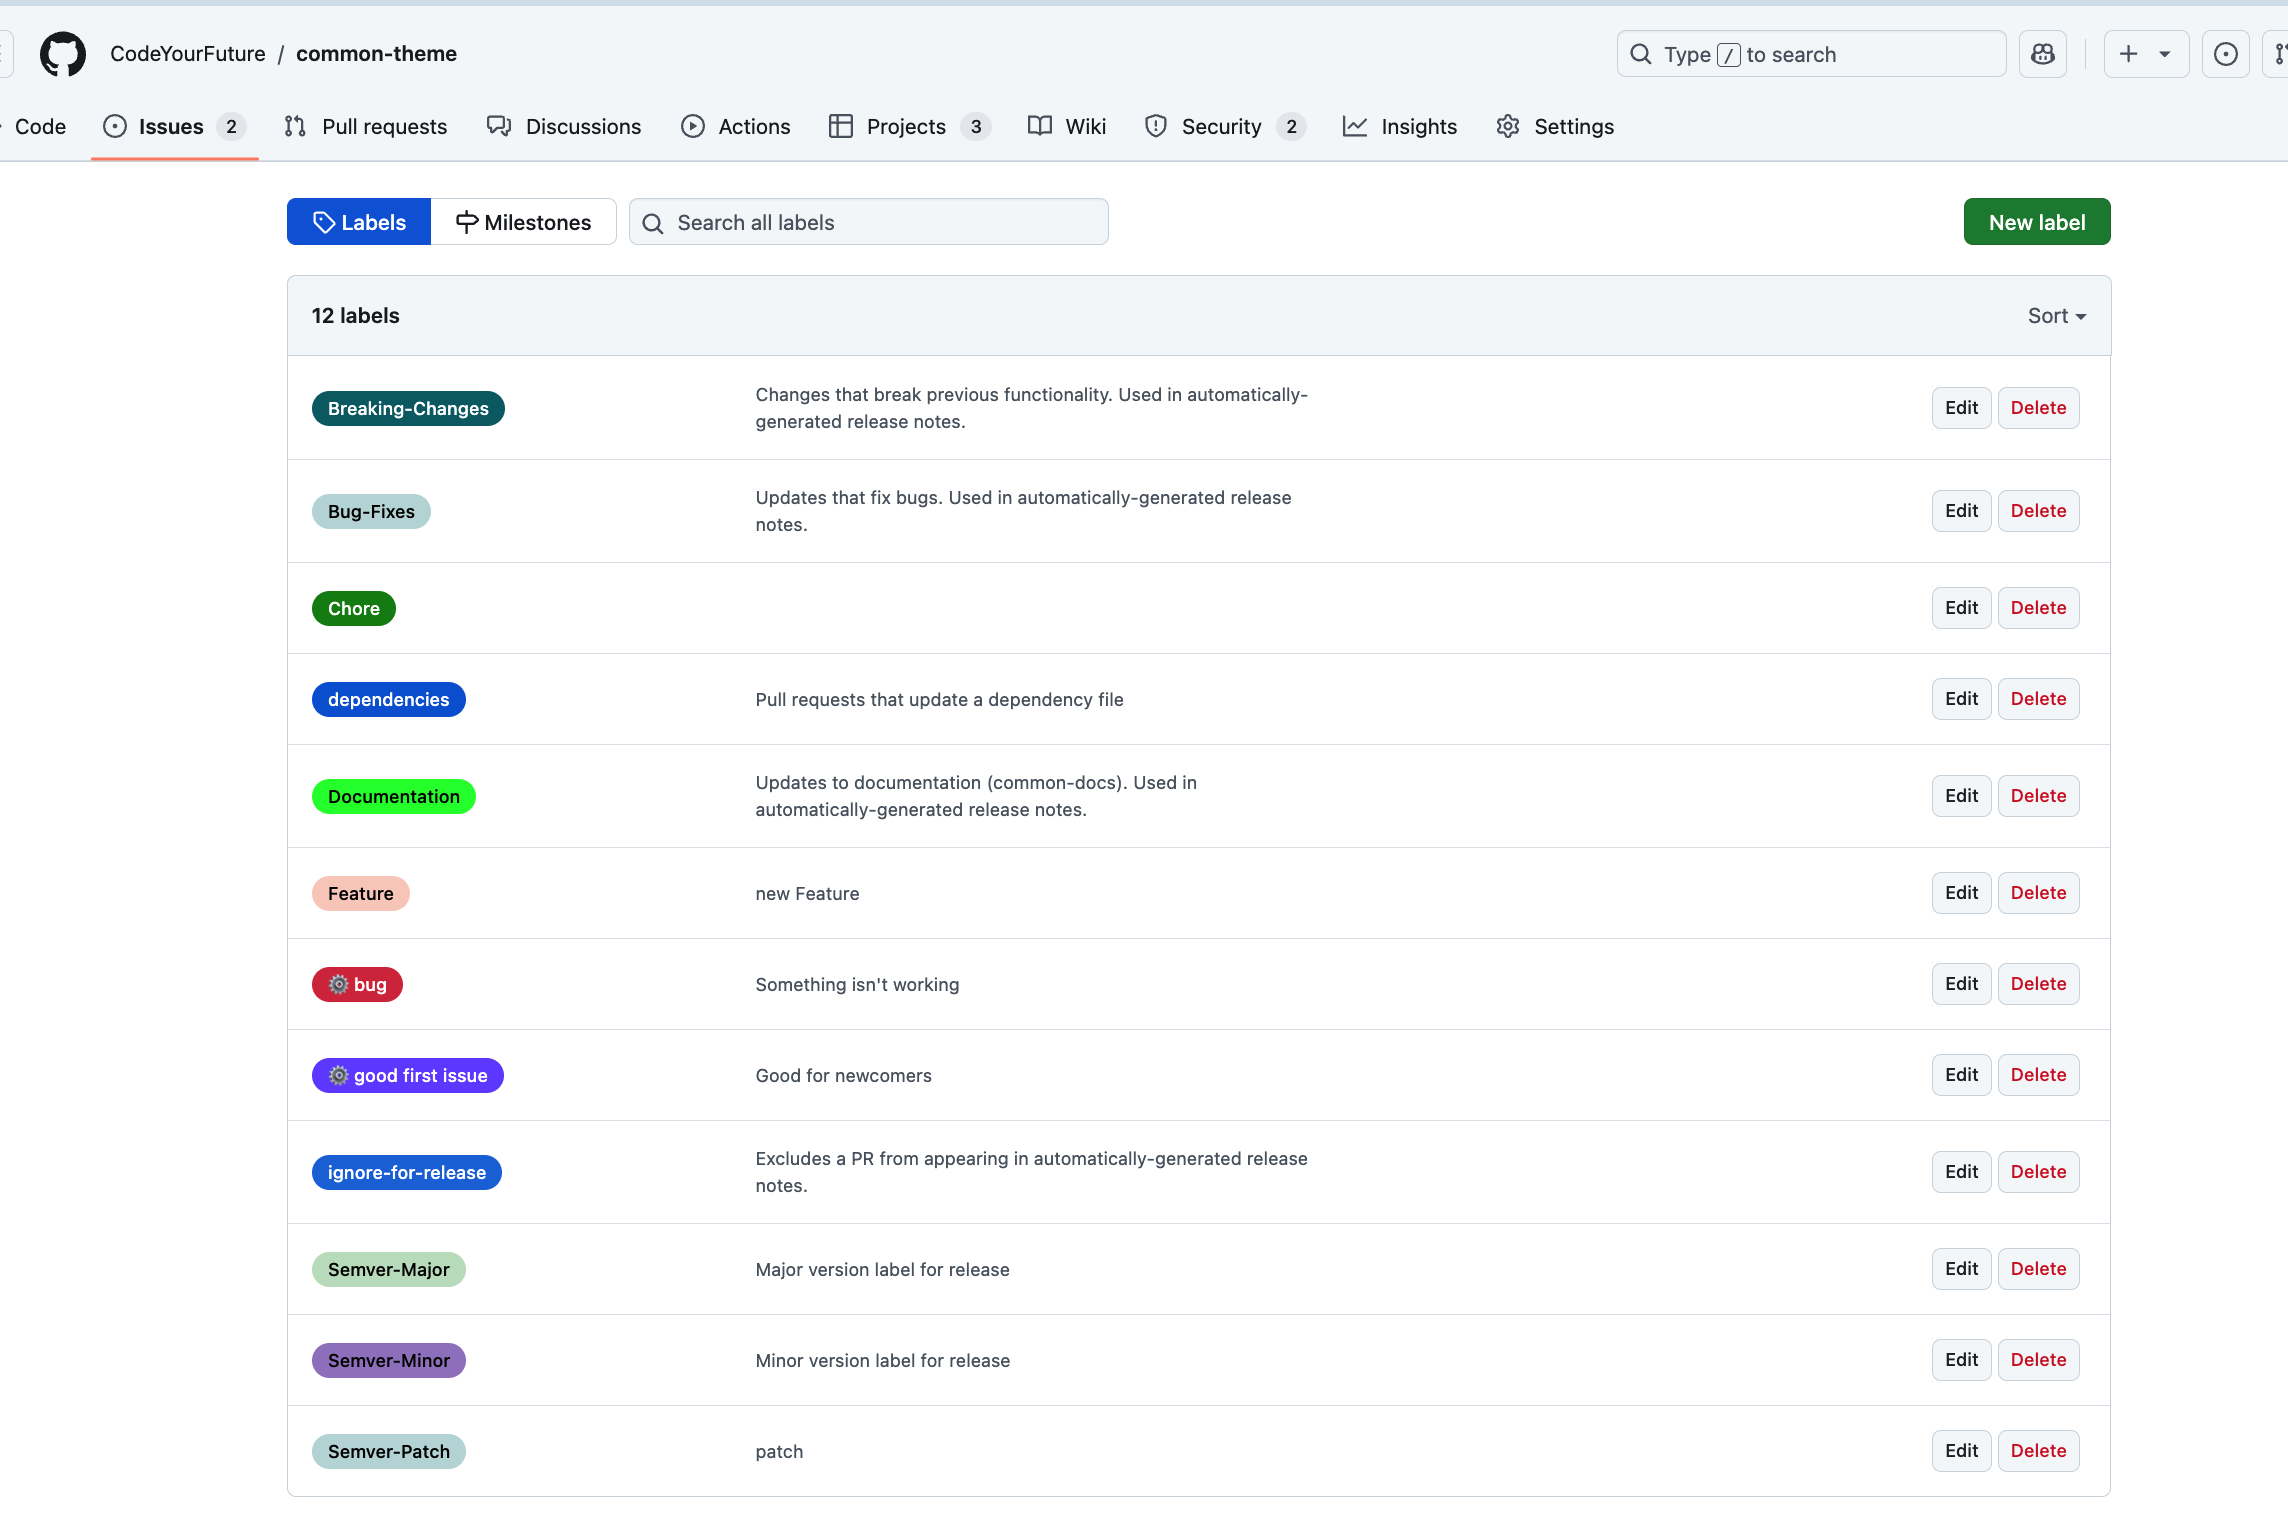 CodeYourFuture / common-theme
Type / to search
Code
Issues 2
Pull requests
Discussions
Actions
Projects 3
Wiki
Security 2
Insights
Settings
Labels
Milestones
Search all labels
New label
12 labels
Sort
Breaking-Changes
Changes that break previous functionality. Used in automatically-
generated release notes.
Edit Delete
Bug-Fixes
Updates that fix bugs. Used in automatically-generated release
notes.
Edit Delete
Chore
Edit Delete
dependencies
Pull requests that update a dependency file
Edit Delete
Documentation
Updates to documentation (common-docs). Used in
automatically-generated release notes.
Edit Delete
Feature
new Feature
Edit Delete
⚙️ bug
Something isn't working
Edit Delete
⚙️ good first issue
Good for newcomers
Edit Delete
ignore-for-release
Excludes a PR from appearing in automatically-generated release
notes.
Edit Delete
Semver-Major
Major version label for release
Edit Delete
Semver-Minor
Minor version label for release
Edit Delete
Semver-Patch
patch
Edit Delete